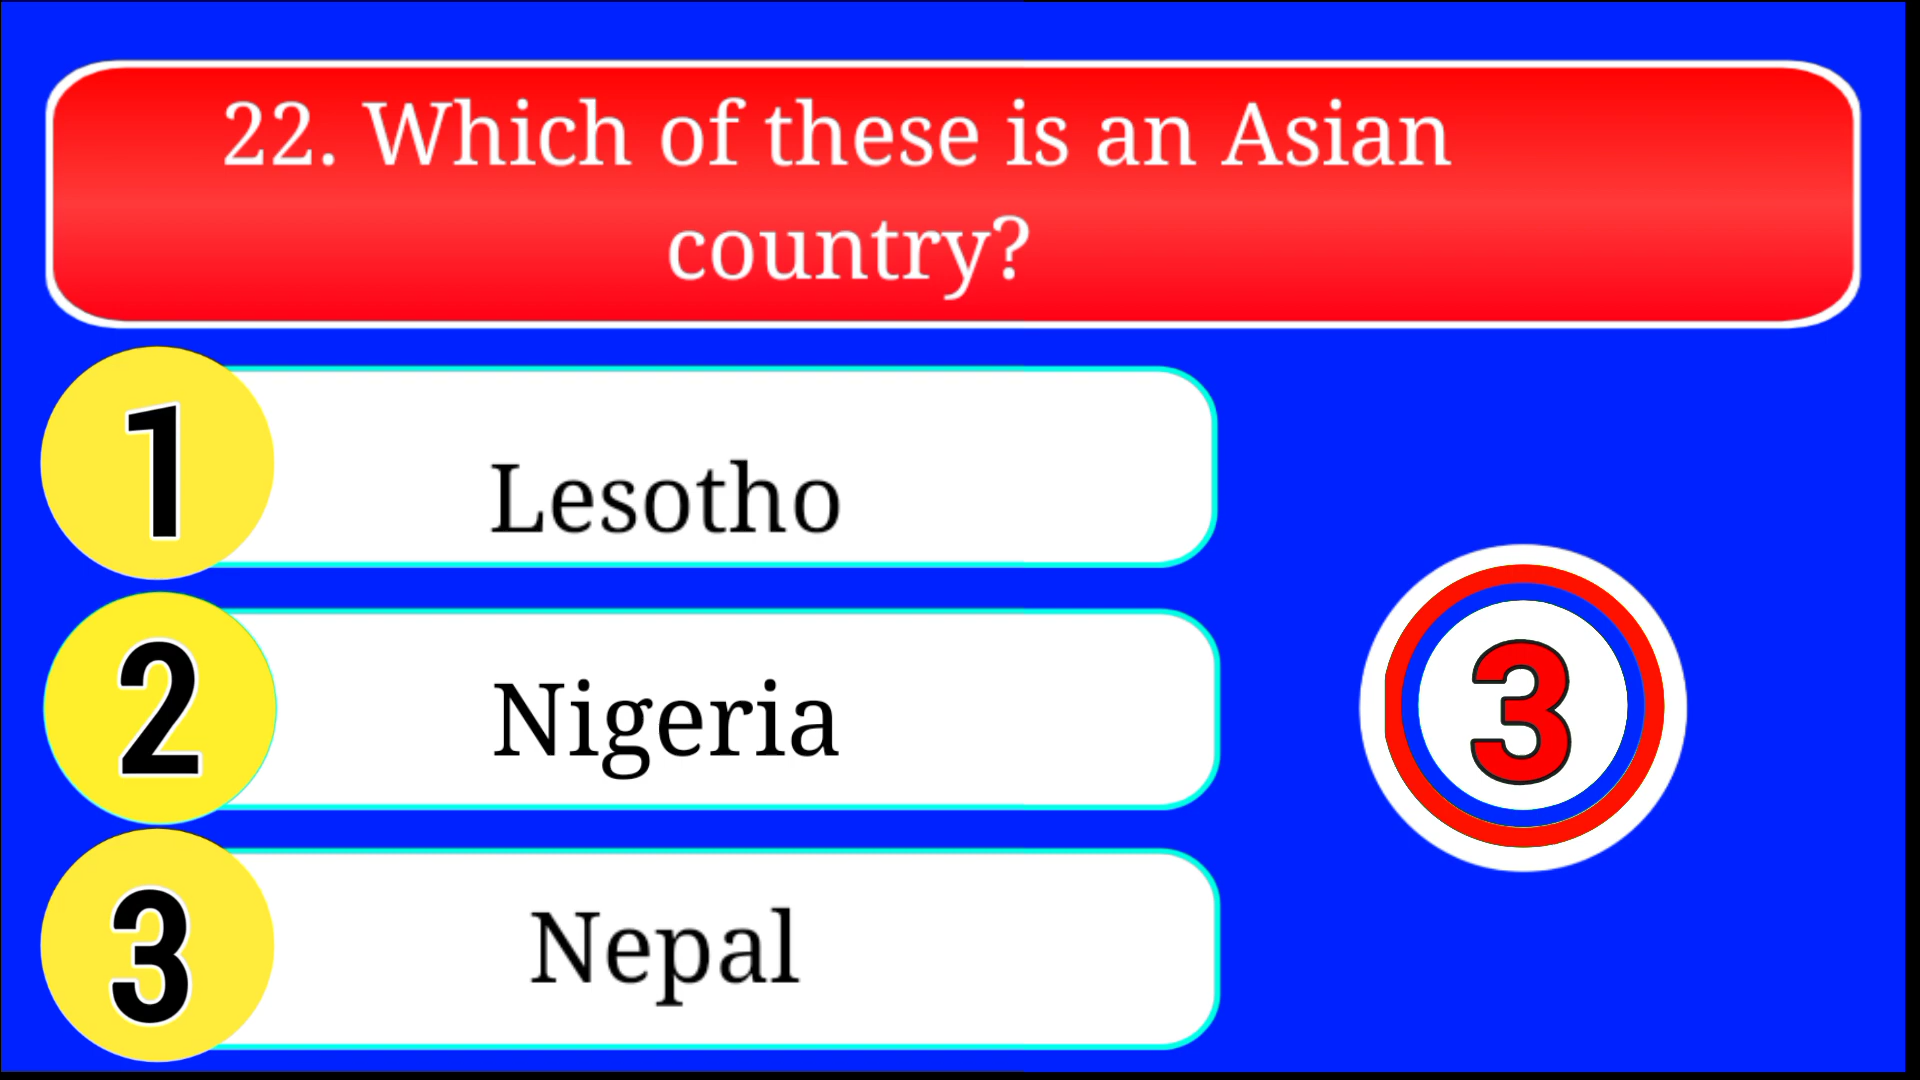 22. Which of these is an Asian
country?
1
Lesotho
2
Nigeria
3
3
Nepal